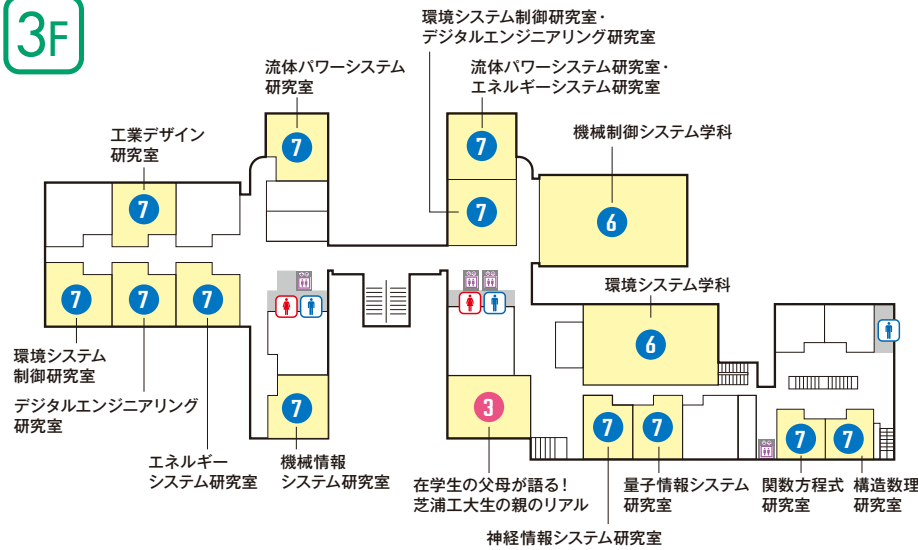 3F
環境システム制御研究室・
デジタルエンジニアリング研究室
流体パワーシステム
研究室
流体パワーシステム研究室・
エネルギーシステム研究室
工業デザイン
研究室
機械制御システム学科
7
7
7
7
6
環境システム学科
7
7
7
6
環境システム
制御研究室
デジタルエンジニアリング
研究室
7
3
7
7
7
7
エネルギー
システム研究室
機械情報
システム研究室
在学生の父母が語る!
芝浦工大生の親のリアル
量子情報システム
研究室
関数方程式
研究室
構造数理
研究室
神経情報システム研究室